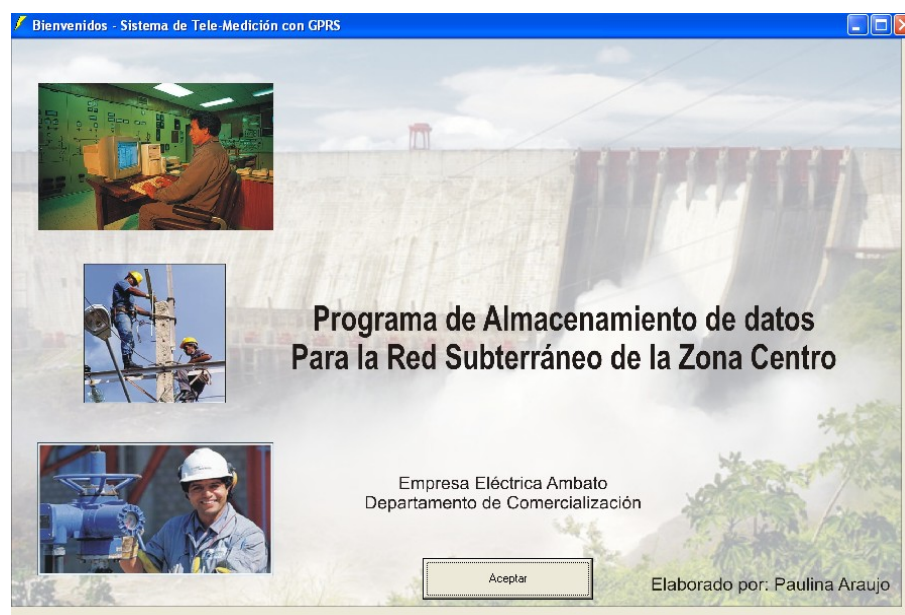 Bienvenidos - Sistema de Tele-Medición con GPRS
Programa de Almacenamiento de datos
Para la Red Subterráneo de la Zona Centro
Empresa Eléctrica Ambato
Departamento de Comercialización
Aceptar
Elaborado por: Paulina Araujo